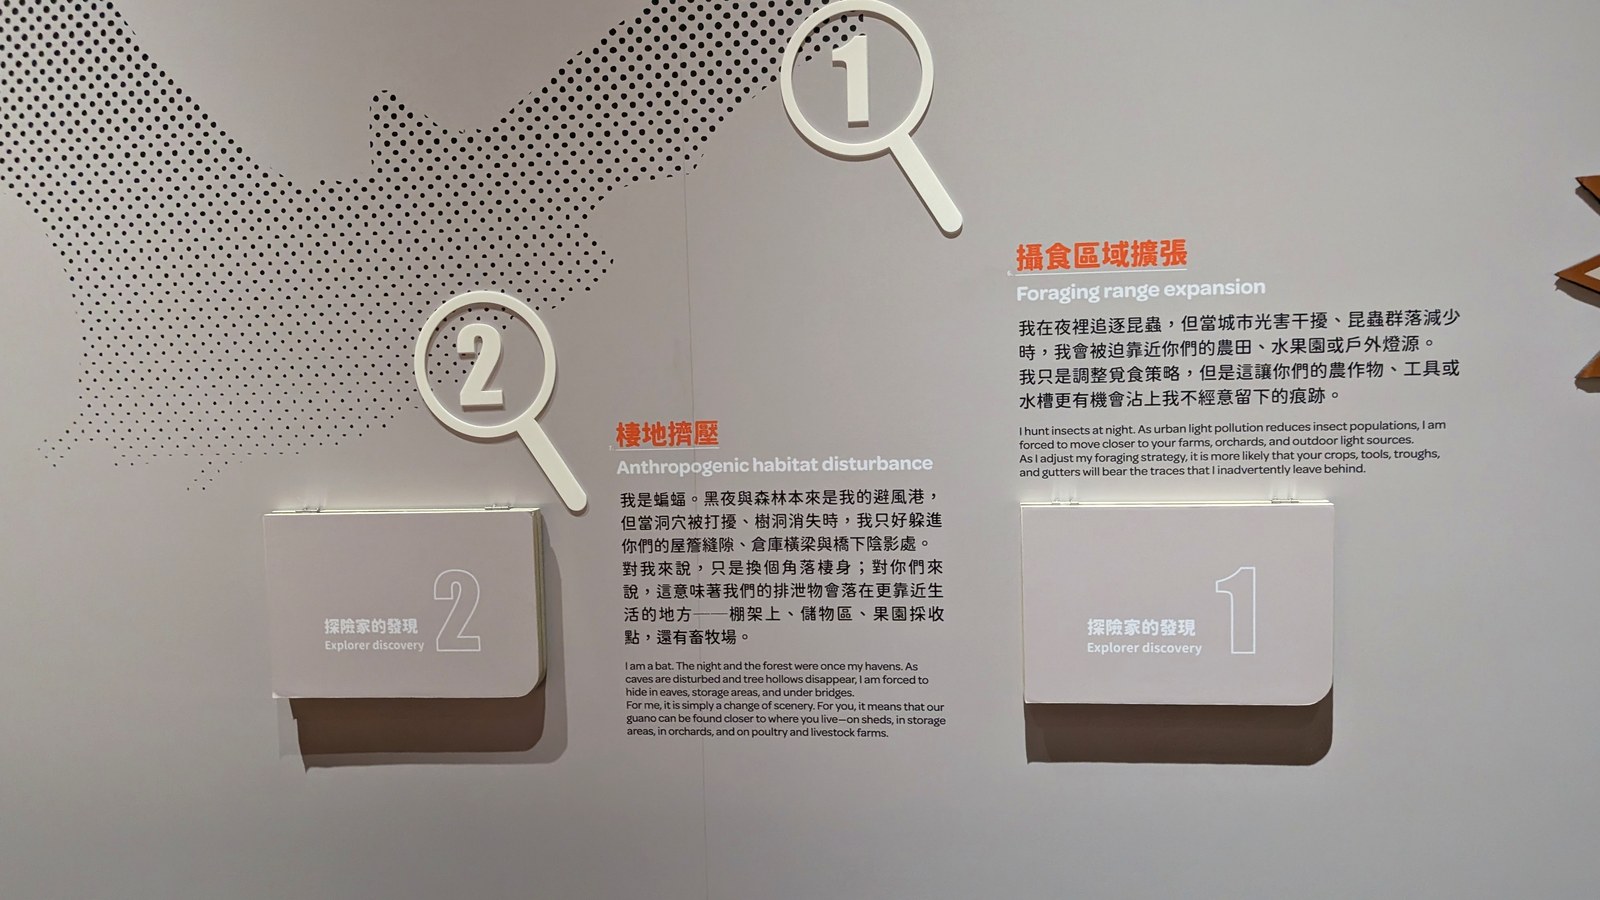 1
攝食區域擴張
Foraging range expansion
我在夜裡追逐昆蟲，但當城市光害干擾、昆蟲群落減少
時，我會被迫靠近你們的農田、水果園或戶外燈源。
我只是調整覓食策略，但是這讓你們的農作物、工具或
水槽更有機會沾上我不經意留下的痕跡。
I hunt insects at night. As urban light pollution reduces insect populations, I am
forced to move closer to your farms, orchards, and outdoor light sources.
As I adjust my foraging strategy, it is more likely that your crops, tools, troughs,
and gutters will bear the traces that I inadvertently leave behind.
探險家的發現
Explorer discovery
1
2
棲地擠壓
Anthropogenic habitat disturbance
我是蝙蝠。黑夜與森林本來是我的避風港，
但當洞穴被打擾、樹洞消失時，我只好躲進
你們的屋簷縫隙、倉庫橫梁與橋下陰影處。
對我來說，只是換個角落棲身；對你們來
說，這意味著我們的排泄物會落在更靠近生
活的地方——棚架上、儲物區、果園採收
點，還有畜牧場。
I am a bat. The night and the forest were once my havens. As
caves are disturbed and tree hollows disappear, I am forced to
hide in eaves, storage areas, and under bridges.
For me, it is simply a change of scenery. For you, it means that our
guano can be found closer to where you live—on sheds, in storage
areas, in orchards, and on poultry and livestock farms.
探險家的發現
Explorer discovery
2